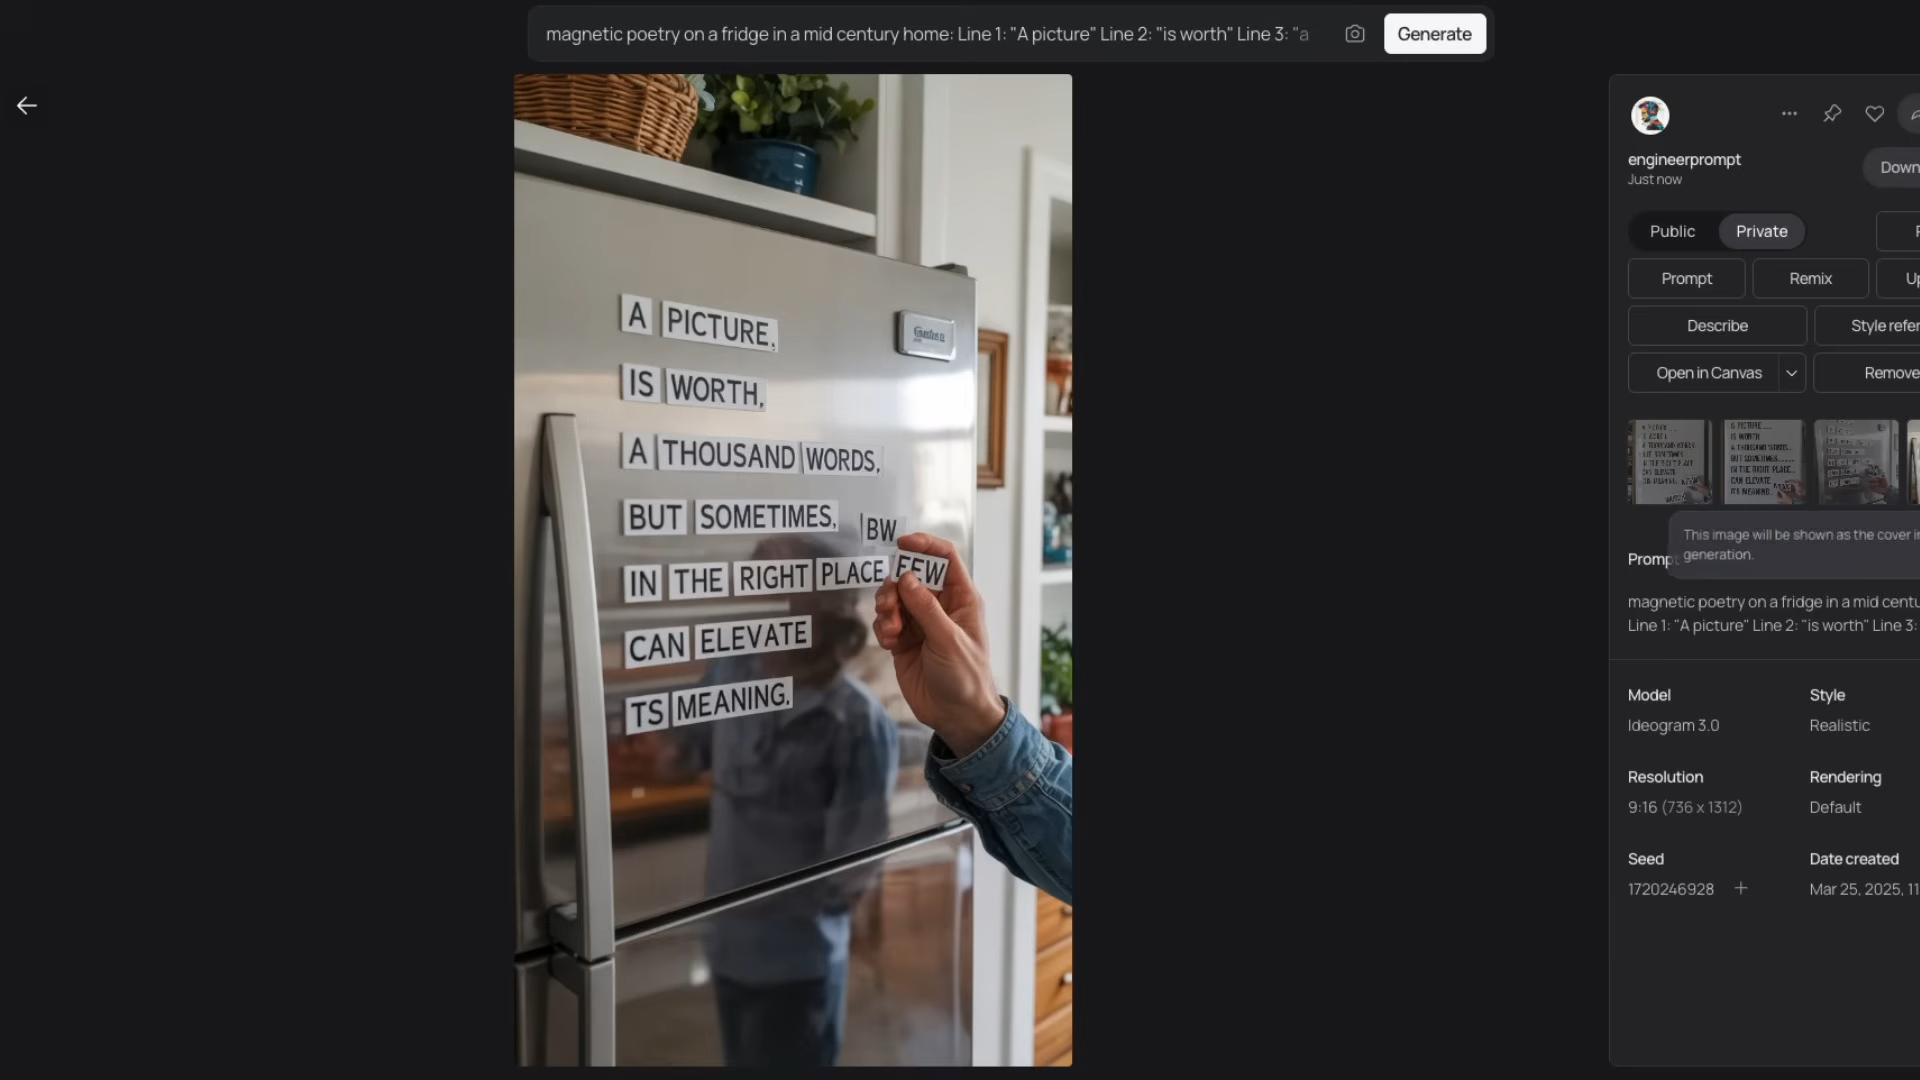 magnetic poetry on a fridge in a mid century home: Line 1: "A picture" Line 2: "is worth" Line 3: "a
Generate
A PICTURE.
IS WORTH,
A THOUSAND WORDS,
BUT SOMETIMES,
BW
IN THE RIGHT PLACE
FEW
CAN ELEVATE
TS MEANING.
engineerprompt
Just now
Down
Public
Private
Prompt
Remix
Up
Describe
Style refer
Open in Canvas
Remove
This image will be shown as the cover in
generation.
Promp
magnetic poetry on a fridge in a mid centu
Line 1: "A picture" Line 2: "is worth" Line 3:
Model
Style
Ideogram 3.0
Realistic
Resolution
Rendering
9:16 (736 x 1312)
Default
Seed
Date created
1720246928
Mar 25, 2025, 11